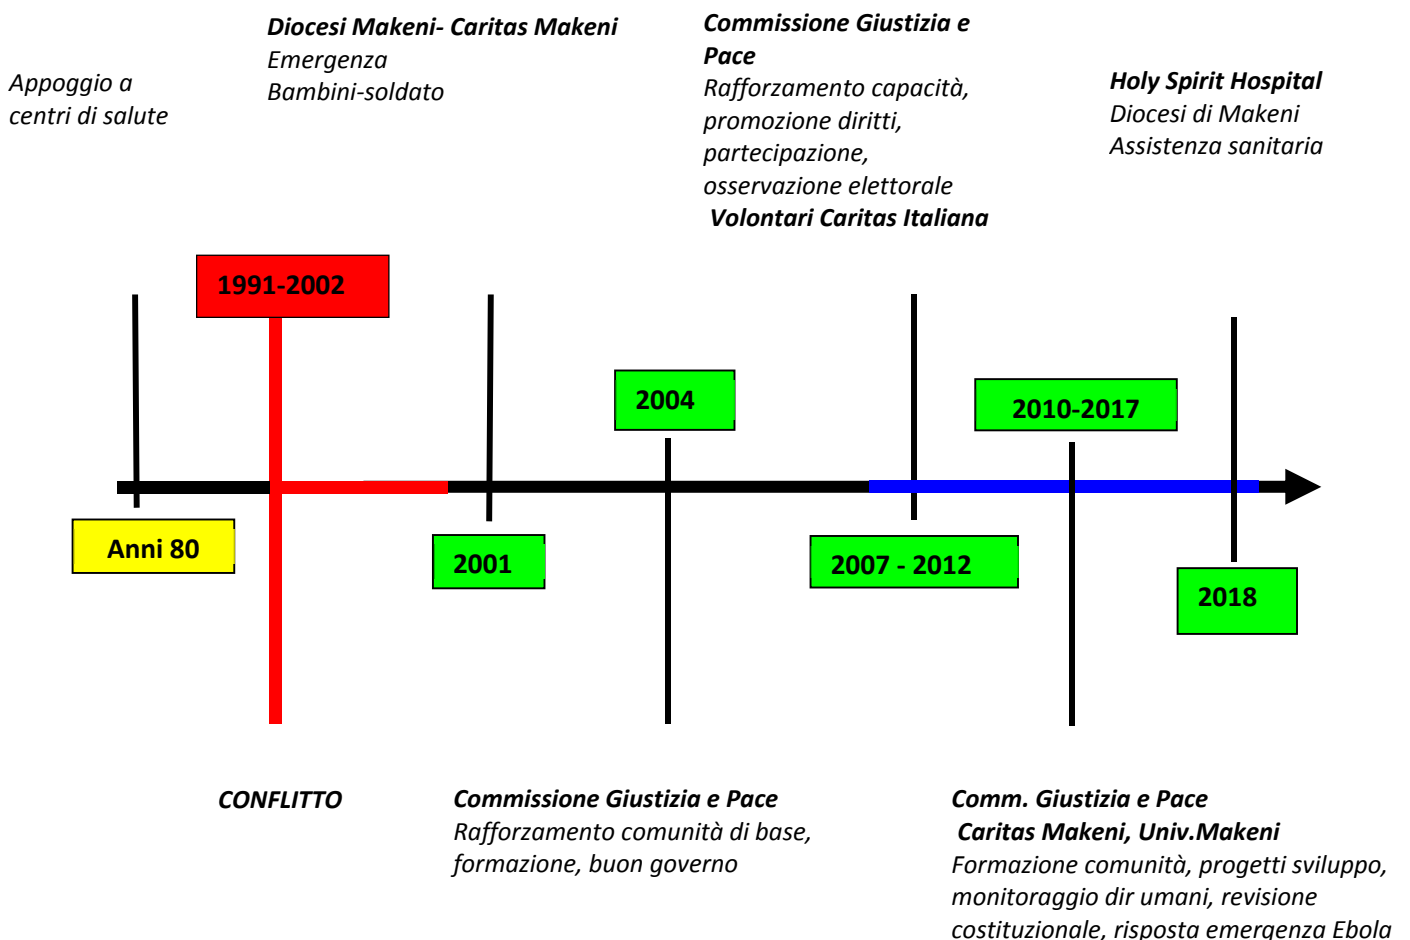 Appoggio a
centri di salute
Diocesi Makeni- Caritas Makeni
Emergenza
Bambini-soldato
Commissione Giustizia e
Pace
Rafforzamento capacità,
promozione diritti,
partecipazione,
osservazione elettorale
Volontari Caritas Italiana
Holy Spirit Hospital
Diocesi di Makeni
Assistenza sanitaria
1991-2002
2004
2010-2017
Anni 80
2001
2007 - 2012
2018
CONFLITTO
Commissione Giustizia e Pace
Rafforzamento comunità di base,
formazione, buon governo
Comm. Giustizia e Pace
Caritas Makeni, Univ.Makeni
Formazione comunità, progetti sviluppo,
monitoraggio dir umani, revisione
costituzionale, risposta emergenza Ebola